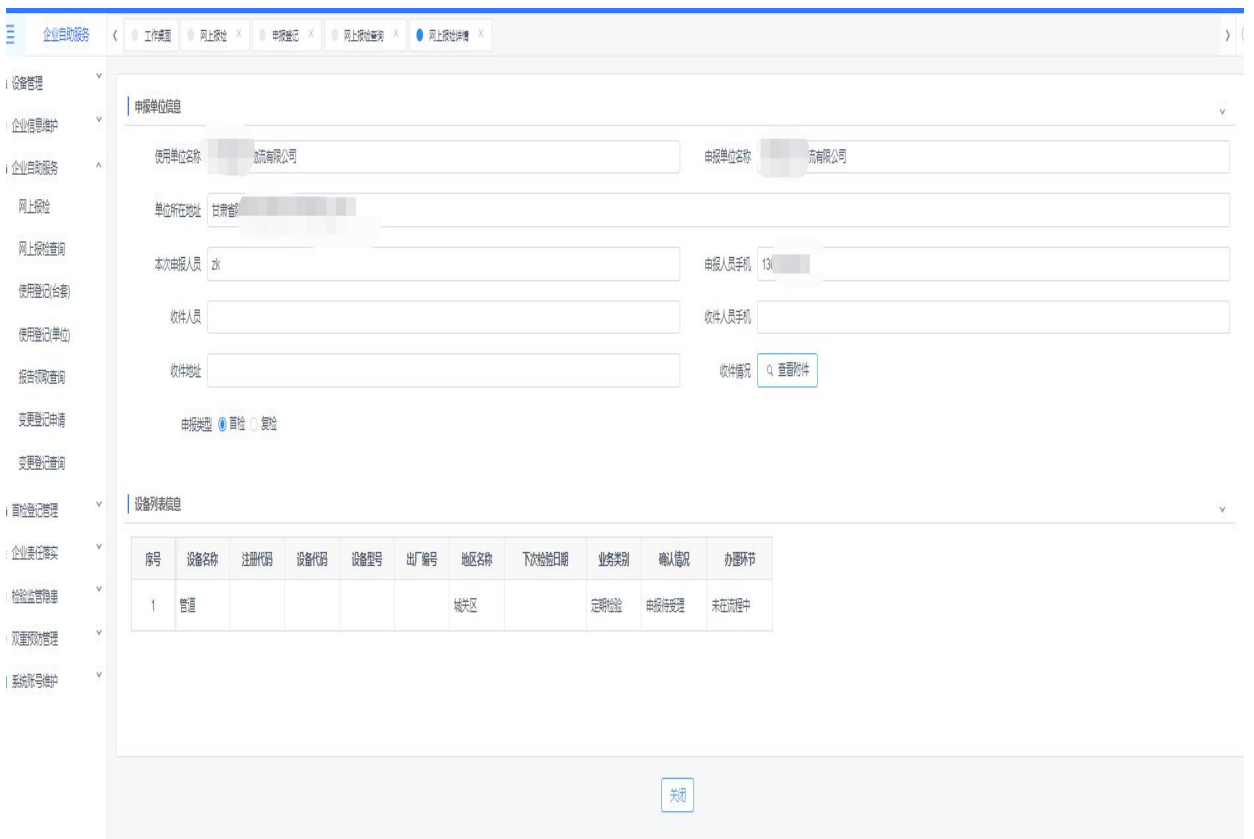 企业自助服务
工作桌面 网上报检 × 申报登记 × 网上报检查询 × 网上报检详情 ×
设备管理
企业信息维护
企业自助服务
网上报检
网上报检查询
使用登记(台套)
使用登记(单位)
报告领取查询
变更登记申请
变更登记查询
首检登记管理
企业责任落实
检验监管隐患
双重预防管理
系统账号维护
申报单位信息
使用单位名称 物流有限公司 申报单位名称 流有限公司
单位所在地址 甘肃省
本次申报人员 zk 申报人员手机 13
收件人员 收件人员手机
收件地址 收件情况 查看附件
申报类型 首检 复检
设备列表信息
序号 设备名称 注册代码 设备代码 设备型号 出厂编号 地区名称 下次检验日期 业务类别 确认情况 办理环节
1 管道 城关区 定期检验 申报待受理 未在流程中
关闭